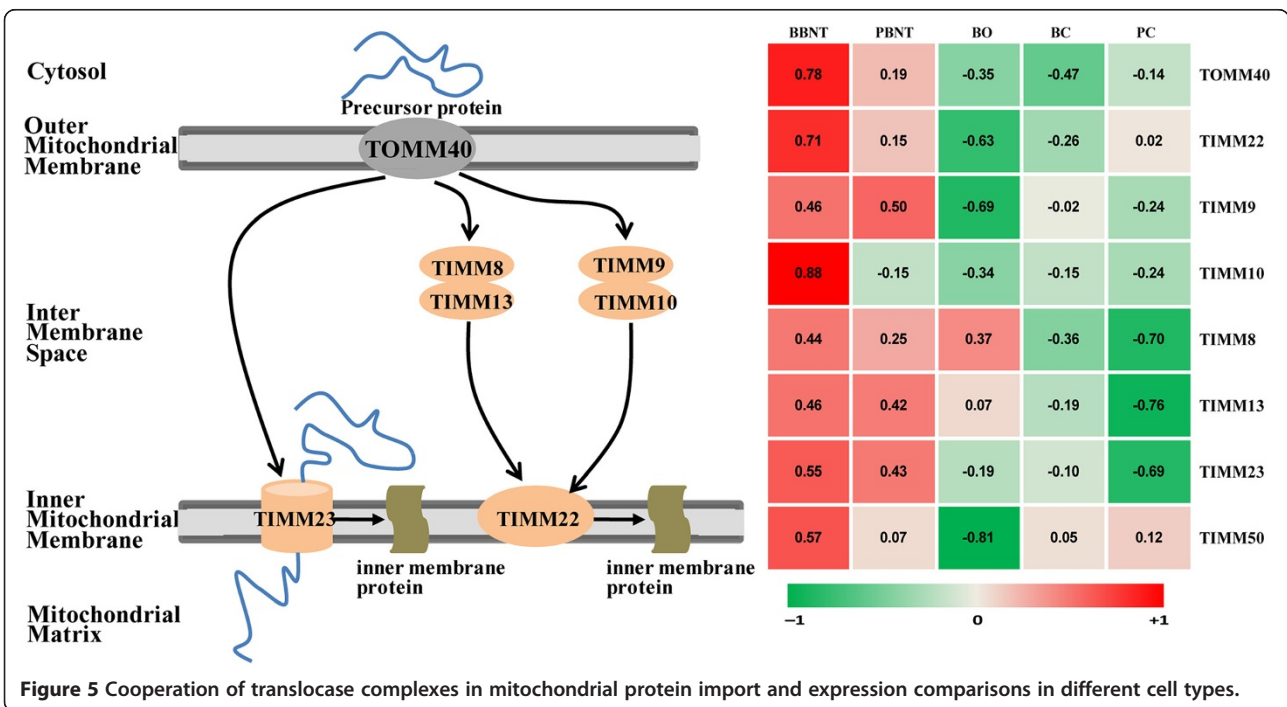 Cytosol
Precursor protein
Outer
Mitochondrial
Membrane
TOMM40
TIMM8
TIMM13
TIMM9
TIMM10
Inter
Membrane
Space
Inner
Mitochondrial
Membrane
TIMM23
TIMM22
inner membrane
protein
inner membrane
protein
Mitochondrial
Matrix
BBNT PBNT BO BC PC
0.78 0.19 -0.35 -0.47 -0.14 TOMM40
0.71 0.15 -0.63 -0.26 0.02 TIMM22
0.46 0.50 -0.69 -0.02 -0.24 TIMM9
0.88 -0.15 -0.34 -0.15 -0.24 TIMM10
0.44 0.25 0.37 -0.36 -0.70 TIMM8
0.46 0.42 0.07 -0.19 -0.76 TIMM13
0.55 0.43 -0.19 -0.10 -0.69 TIMM23
0.57 0.07 -0.81 0.05 0.12 TIMM50
−1 0 +1
Figure 5 Cooperation of translocase complexes in mitochondrial protein import and expression comparisons in different cell types.